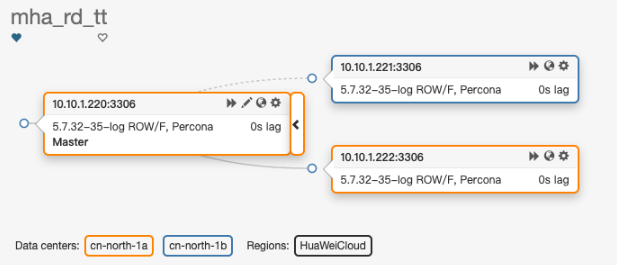 mha_rd_tt
10.10.1.220:3306
5.7.32-35-log ROW/F, Percona 0s lag
Master
10.10.1.221:3306
5.7.32-35-log ROW/F, Percona 0s lag
10.10.1.222:3306
5.7.32-35-log ROW/F, Percona 0s lag
Data centers: cn-north-1a cn-north-1b Regions: HuaWeiCloud